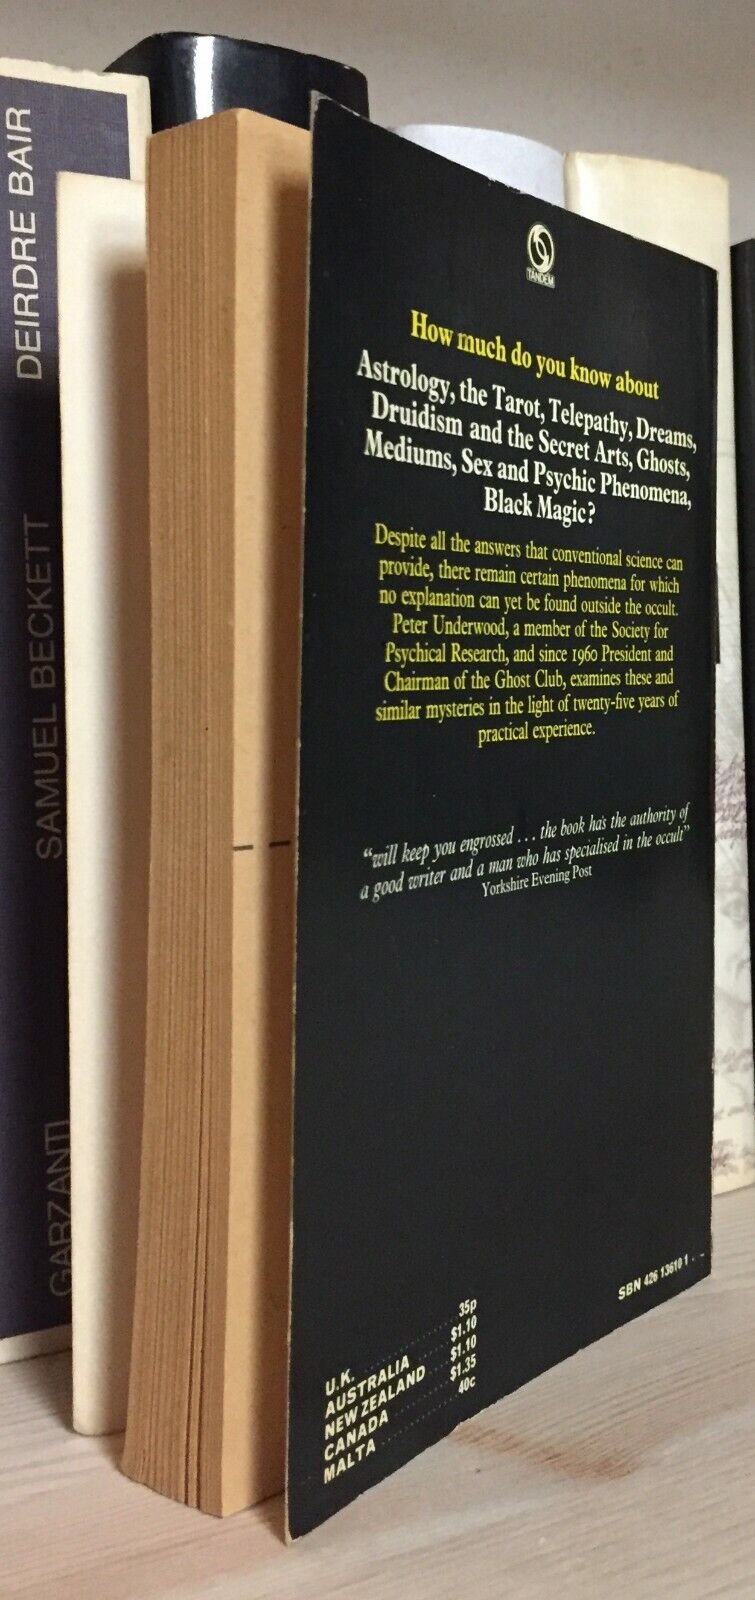 DEIRDRE BAIR
SAMUEL BECKETT
GARZANTI
TANDEM
How much do you know about
Astrology, the Tarot, Telepathy, Dreams,
Druidism and the Secret Arts, Ghosts,
Mediums, Sex and Psychic Phenomena,
Black Magic?
Despite all the answers that conventional science can
provide, there remain certain phenomena for which
no explanation can yet be found outside the occult.
Peter Underwood, a member of the Society for
Psychical Research, and since 1960 President and
Chairman of the Ghost Club, examines these and
similar mysteries in the light of twenty-five years of
practical experience.
"will keep you engrossed ... the book has the authority of
a good writer and a man who has specialised in the occult"
Yorkshire Evening Post
U.K. .......... 35p
AUSTRALIA ...... $1.10
NEW ZEALAND .... $1.10
CANADA ........ $1.35
MALTA .......... 40c
SBN 426 13610 1